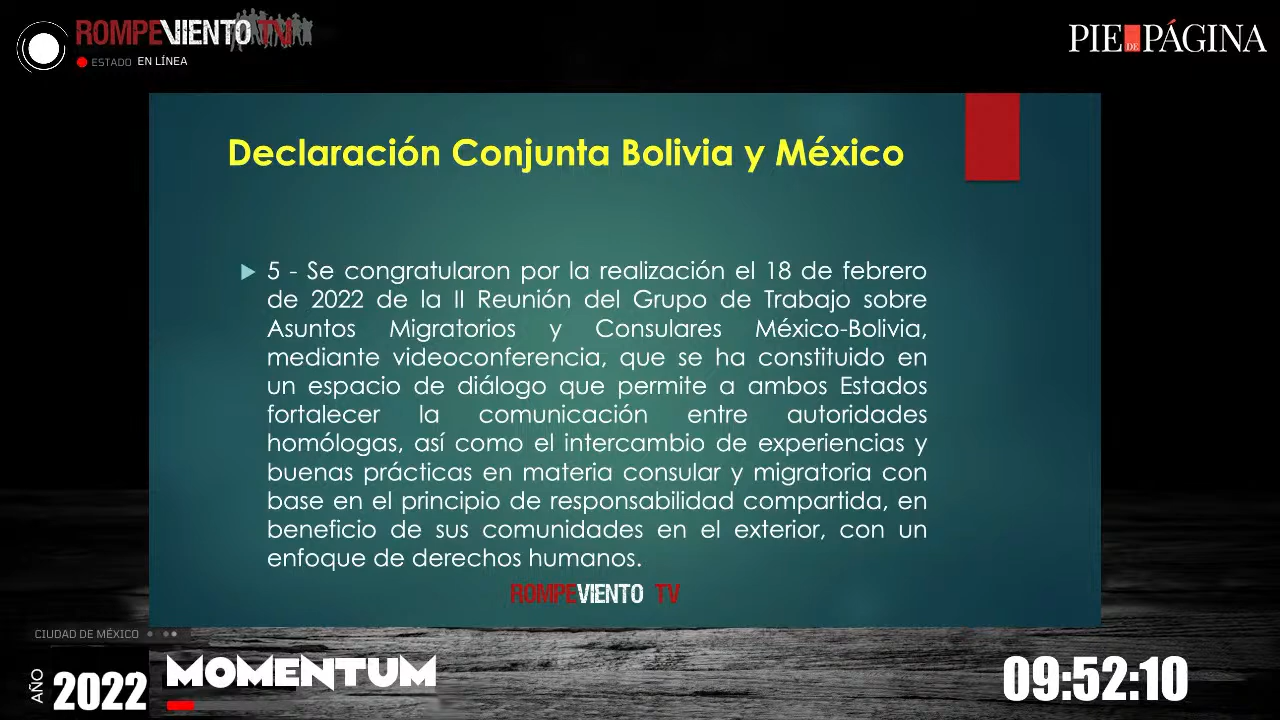 ROMPEVIENTO TV
ESTADO EN LÍNEA
PIE DE PÁGINA
Declaración Conjunta Bolivia y México
5 - Se congratularon por la realización el 18 de febrero
de 2022 de la II Reunión del Grupo de Trabajo sobre
Asuntos Migratorios y Consulares México-Bolivia,
mediante videoconferencia, que se ha constituido en
un espacio de diálogo que permite a ambos Estados
fortalecer la comunicación entre autoridades
homólogas, así como el intercambio de experiencias y
buenas prácticas en materia consular y migratoria con
base en el principio de responsabilidad compartida, en
beneficio de sus comunidades en el exterior, con un
enfoque de derechos humanos.
ROMPEVIENTO TV
CIUDAD DE MÉXICO
AÑO 2022
MOMENTUM
09:52:10